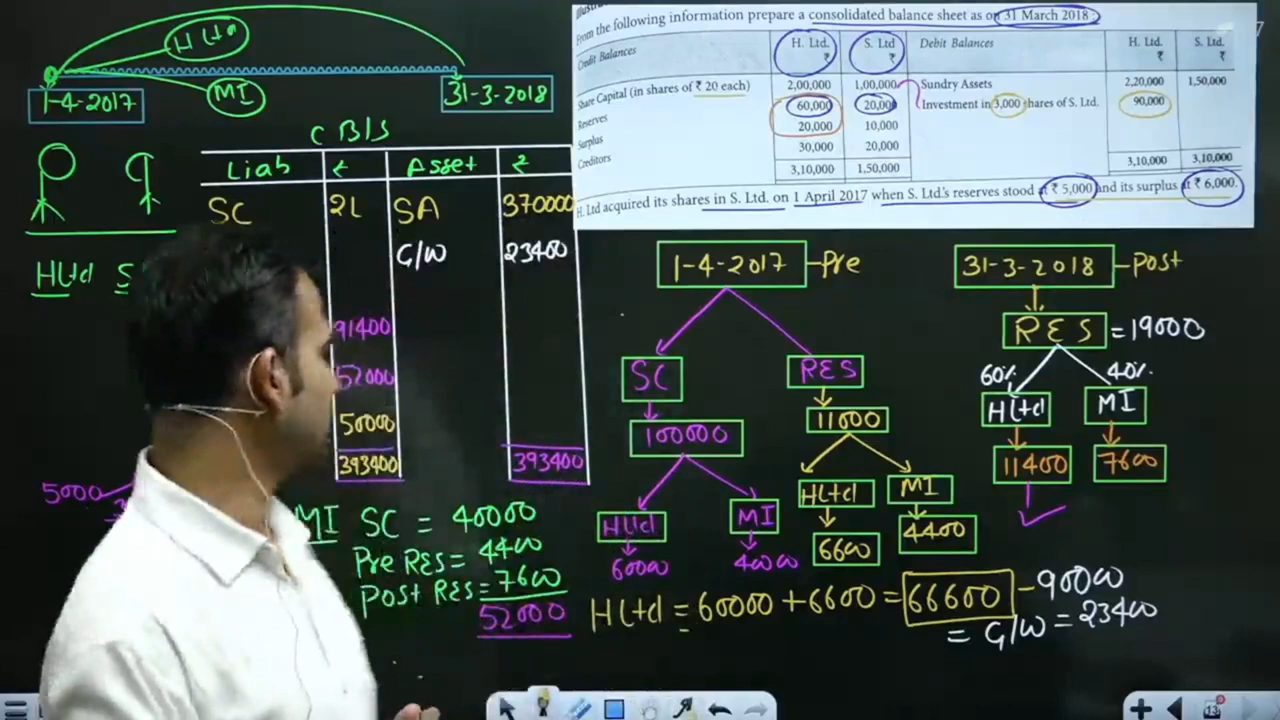 H Ltd
MI
1-4-2017
31-3-2018
CB/S
Liab ₹ Asset ₹
SC 2L SA 370000
G/W 23400
91400
52000
50000
393400 393400
HLtd S
5000
MI SC = 40000
Pre Res = 4400
Post Res = 7600
52000
From the following information prepare a consolidated balance sheet as on 31 March 2018.
Credit Balances H. Ltd. ₹ S. Ltd ₹ Debit Balances H. Ltd. ₹ S. Ltd. ₹
Share Capital (in shares of ₹ 20 each) 2,00,000 1,00,000 Sundry Assets 2,20,000 1,50,000
Reserves 60,000 20,000 Investment in 3,000 shares of S. Ltd. 90,000
Surplus 20,000 10,000
Creditors 30,000 20,000
3,10,000 1,50,000 3,10,000 3,10,000
H. Ltd acquired its shares in S. Ltd. on 1 April 2017 when S. Ltd.'s reserves stood at ₹ 5,000 and its surplus at ₹ 6,000.
1-4-2017 - Pre
SC RES
100000 11000
HLtd MI HLtd MI
60000 40000 6600 4400
31-3-2018 - Post
RES = 19000
60% 40%
HLtd MI
11400 7600
HLtd = 60000 + 6600 = 66600 - 90000
= G/W = 23400
13